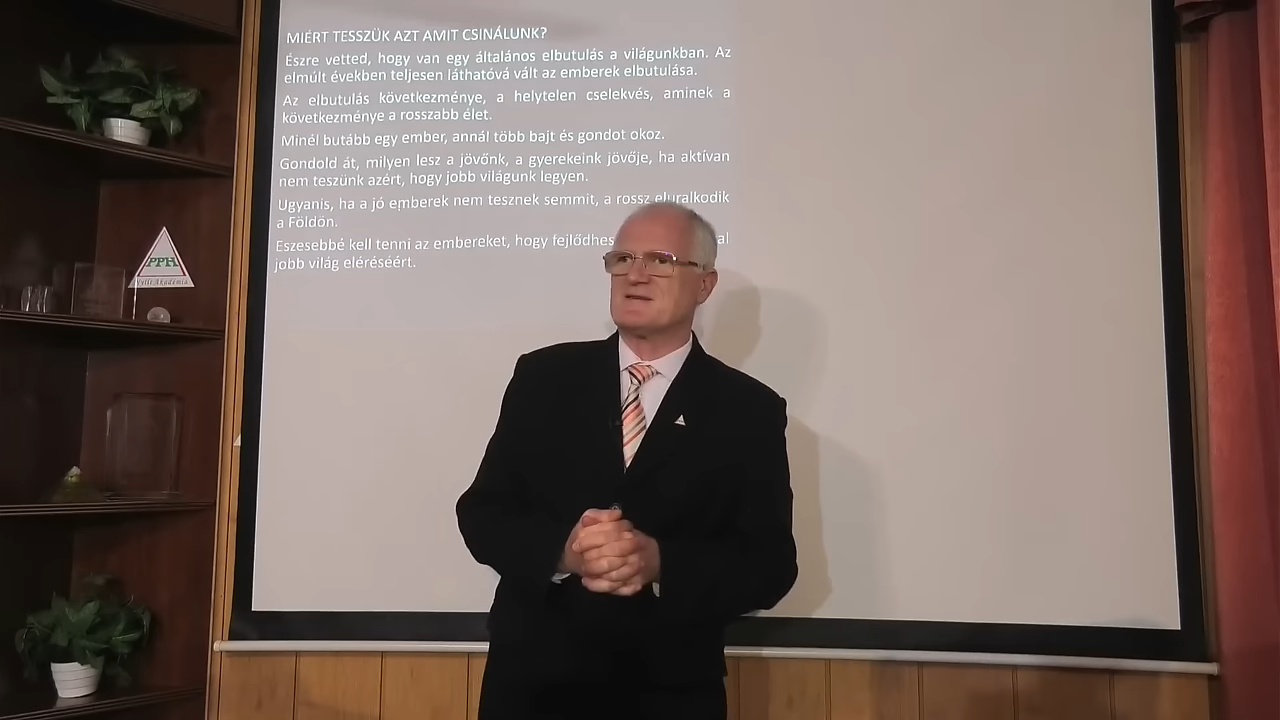 MIÉRT TESSZÜK AZT AMIT CSINÁLUNK?
Észre vetted, hogy van egy általános elbutulás a világunkban. Az
elmúlt években teljesen láthatóvá vált az emberek elbutulása.
Az elbutulás következménye, a helytelen cselekvés, aminek a
következménye a rosszabb élet.
Minél butább egy ember, annál több bajt és gondot okoz.
Gondold át, milyen lesz a jövőnk, a gyerekeink jövője, ha aktívan
nem teszünk azért, hogy jobb világunk legyen.
Ugyanis, ha a jó emberek nem tesznek semmit, a rossz eluralkodik
a Földön.
Eszesebbé kell tenni az embereket, hogy
jobb világ eléréséért.
PPH
Nyílt Akadémia